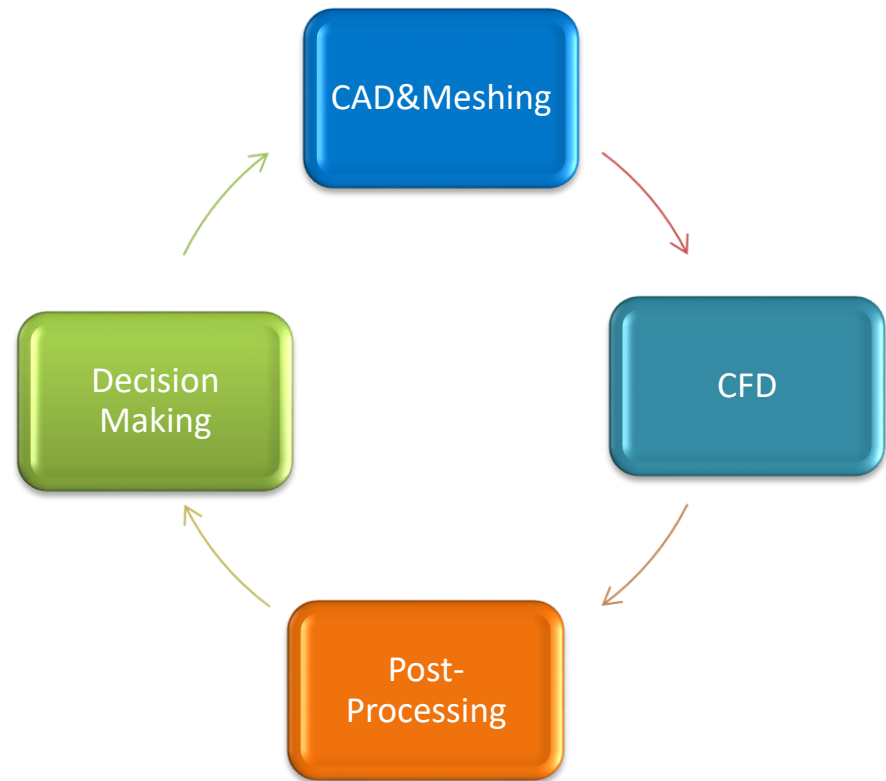 CAD&Meshing
CFD
Post-
Processing
Decision
Making